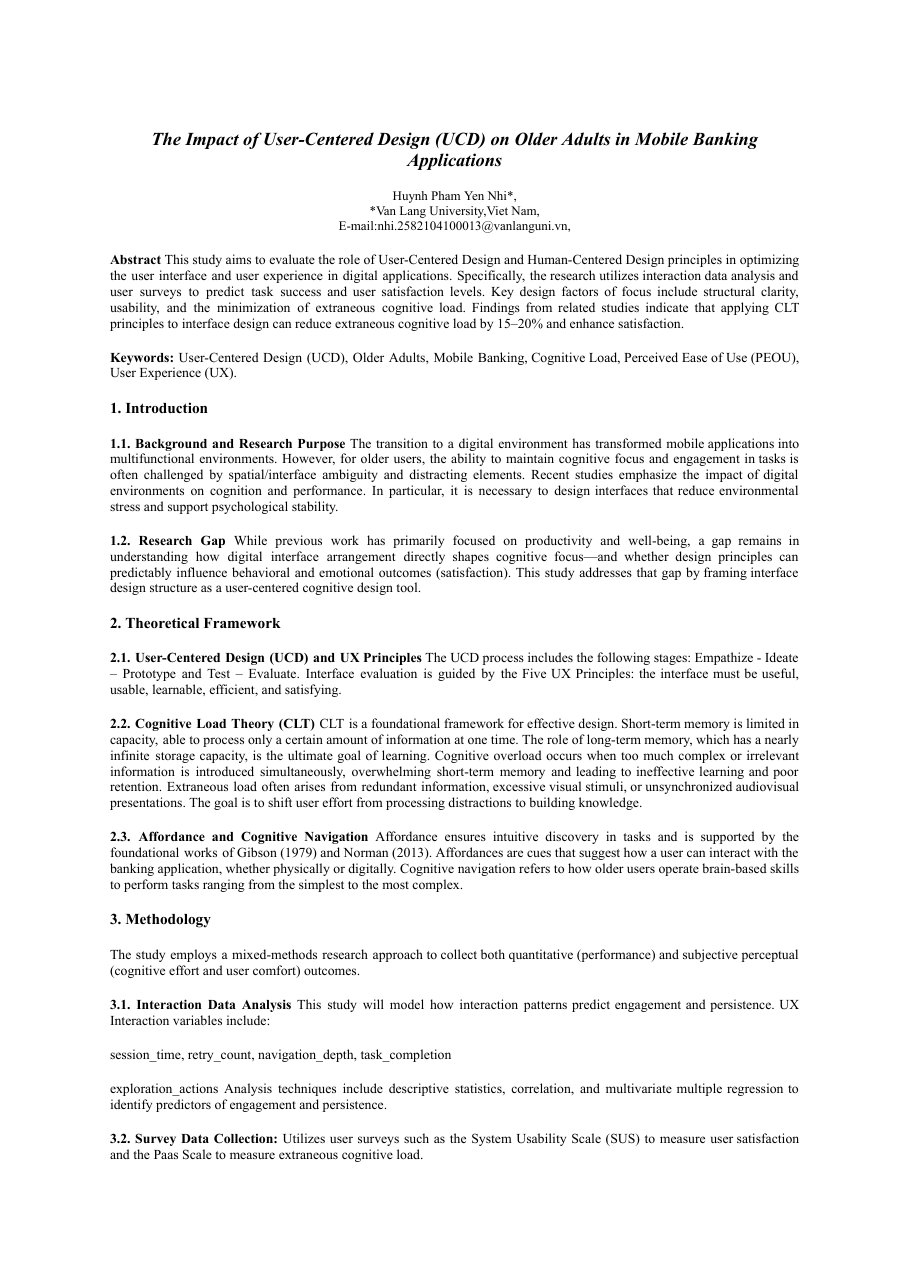 The Impact of User-Centered Design (UCD) on Older Adults in Mobile Banking
Applications
Huynh Pham Yen Nhi*,
*Van Lang University,Viet Nam,
E-mail:nhi.2582104100013@vanlanguni.vn,
Abstract This study aims to evaluate the role of User-Centered Design and Human-Centered Design principles in optimizing
the user interface and user experience in digital applications. Specifically, the research utilizes interaction data analysis and
user surveys to predict task success and user satisfaction levels. Key design factors of focus include structural clarity,
usability, and the minimization of extraneous cognitive load. Findings from related studies indicate that applying CLT
principles to interface design can reduce extraneous cognitive load by 15–20% and enhance satisfaction.
Keywords: User-Centered Design (UCD), Older Adults, Mobile Banking, Cognitive Load, Perceived Ease of Use (PEOU),
User Experience (UX).
1. Introduction
1.1. Background and Research Purpose The transition to a digital environment has transformed mobile applications into
multifunctional environments. However, for older users, the ability to maintain cognitive focus and engagement in tasks is
often challenged by spatial/interface ambiguity and distracting elements. Recent studies emphasize the impact of digital
environments on cognition and performance. In particular, it is necessary to design interfaces that reduce environmental
stress and support psychological stability.
1.2. Research Gap While previous work has primarily focused on productivity and well-being, a gap remains in
understanding how digital interface arrangement directly shapes cognitive focus—and whether design principles can
predictably influence behavioral and emotional outcomes (satisfaction). This study addresses that gap by framing interface
design structure as a user-centered cognitive design tool.
2. Theoretical Framework
2.1. User-Centered Design (UCD) and UX Principles The UCD process includes the following stages: Empathize - Ideate
– Prototype and Test – Evaluate. Interface evaluation is guided by the Five UX Principles: the interface must be useful,
usable, learnable, efficient, and satisfying.
2.2. Cognitive Load Theory (CLT) CLT is a foundational framework for effective design. Short-term memory is limited in
capacity, able to process only a certain amount of information at one time. The role of long-term memory, which has a nearly
infinite storage capacity, is the ultimate goal of learning. Cognitive overload occurs when too much complex or irrelevant
information is introduced simultaneously, overwhelming short-term memory and leading to ineffective learning and poor
retention. Extraneous load often arises from redundant information, excessive visual stimuli, or unsynchronized audiovisual
presentations. The goal is to shift user effort from processing distractions to building knowledge.
2.3. Affordance and Cognitive Navigation Affordance ensures intuitive discovery in tasks and is supported by the
foundational works of Gibson (1979) and Norman (2013). Affordances are cues that suggest how a user can interact with the
banking application, whether physically or digitally. Cognitive navigation refers to how older users operate brain-based skills
to perform tasks ranging from the simplest to the most complex.
3. Methodology
The study employs a mixed-methods research approach to collect both quantitative (performance) and subjective perceptual
(cognitive effort and user comfort) outcomes.
3.1. Interaction Data Analysis This study will model how interaction patterns predict engagement and persistence. UX
Interaction variables include:
session_time, retry_count, navigation_depth, task_completion
exploration_actions Analysis techniques include descriptive statistics, correlation, and multivariate multiple regression to
identify predictors of engagement and persistence.
3.2. Survey Data Collection: Utilizes user surveys such as the System Usability Scale (SUS) to measure user satisfaction
and the Paas Scale to measure extraneous cognitive load.